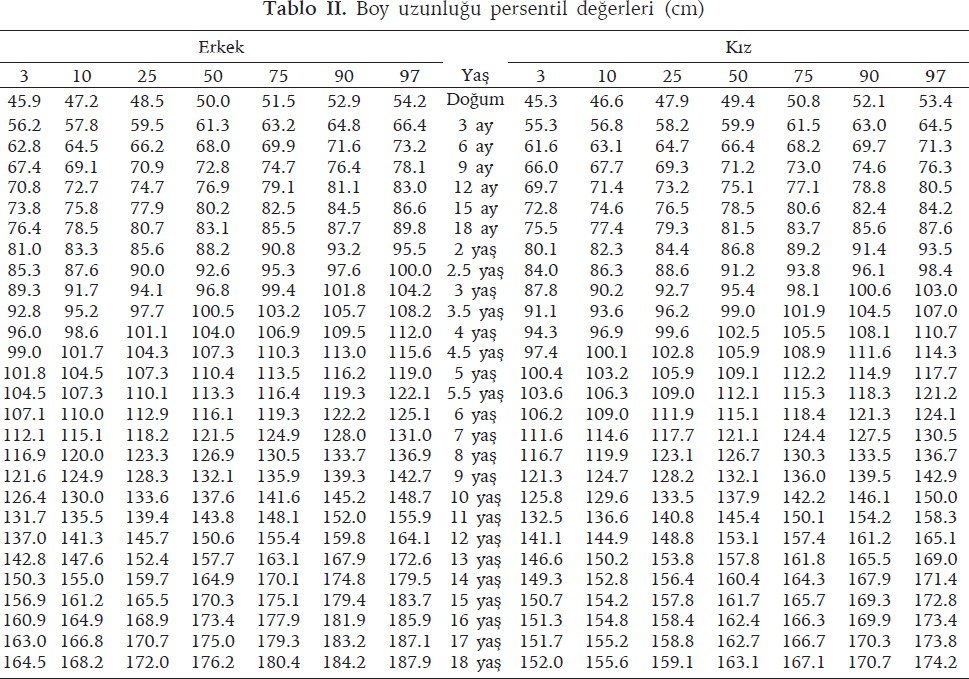 Tablo II. Boy uzunluğu persentil değerleri (cm)
Erkek Kız
3 10 25 50 75 90 97 Yaş 3 10 25 50 75 90 97
45.9 47.2 48.5 50.0 51.5 52.9 54.2 Doğum 45.3 46.6 47.9 49.4 50.8 52.1 53.4
56.2 57.8 59.5 61.3 63.2 64.8 66.4 3 ay 55.3 56.8 58.2 59.9 61.5 63.0 64.5
62.8 64.5 66.2 68.0 69.9 71.6 73.2 6 ay 61.6 63.1 64.7 66.4 68.2 69.7 71.3
67.4 69.1 70.9 72.8 74.7 76.4 78.1 9 ay 66.0 67.7 69.3 71.2 73.0 74.6 76.3
70.8 72.7 74.7 76.9 79.1 81.1 83.0 12 ay 69.7 71.4 73.2 75.1 77.1 78.8 80.5
73.8 75.8 77.9 80.2 82.5 84.5 86.6 15 ay 72.8 74.6 76.5 78.5 80.6 82.4 84.2
76.4 78.5 80.7 83.1 85.5 87.7 89.8 18 ay 75.5 77.4 79.3 81.5 83.7 85.6 87.6
81.0 83.3 85.6 88.2 90.8 93.2 95.5 2 yaş 80.1 82.3 84.4 86.8 89.2 91.4 93.5
85.3 87.6 90.0 92.6 95.3 97.6 100.0 2.5 yaş 84.0 86.3 88.6 91.2 93.8 96.1 98.4
89.3 91.7 94.1 96.8 99.4 101.8 104.2 3 yaş 87.8 90.2 92.7 95.4 98.1 100.6 103.0
92.8 95.2 97.7 100.5 103.2 105.7 108.2 3.5 yaş 91.1 93.6 96.2 99.0 101.9 104.5 107.0
96.0 98.6 101.1 104.0 106.9 109.5 112.0 4 yaş 94.3 96.9 99.6 102.5 105.5 108.1 110.7
99.0 101.7 104.3 107.3 110.3 113.0 115.6 4.5 yaş 97.4 100.1 102.8 105.9 108.9 111.6 114.3
101.8 104.5 107.3 110.4 113.5 116.2 119.0 5 yaş 100.4 103.2 105.9 109.1 112.2 114.9 117.7
104.5 107.3 110.1 113.3 116.4 119.3 122.1 5.5 yaş 103.6 106.3 109.0 112.1 115.3 118.3 121.2
107.1 110.0 112.9 116.1 119.3 122.2 125.1 6 yaş 106.2 109.0 111.9 115.1 118.4 121.3 124.1
112.1 115.1 118.2 121.5 124.9 128.0 131.0 7 yaş 111.6 114.6 117.7 121.1 124.4 127.5 130.5
116.9 120.0 123.3 126.9 130.5 133.7 136.9 8 yaş 116.7 119.9 123.1 126.7 130.3 133.5 136.7
121.6 124.9 128.3 132.1 135.9 139.3 142.7 9 yaş 121.3 124.7 128.2 132.1 136.0 139.5 142.9
126.4 130.0 133.6 137.6 141.6 145.2 148.7 10 yaş 125.8 129.6 133.5 137.9 142.2 146.1 150.0
131.7 135.5 139.4 143.8 148.1 152.0 155.9 11 yaş 132.5 136.6 140.8 145.4 150.1 154.2 158.3
137.0 141.3 145.7 150.6 155.4 159.8 164.1 12 yaş 141.1 144.9 148.8 153.1 157.4 161.2 165.1
142.8 147.6 152.4 157.7 163.1 167.9 172.6 13 yaş 146.6 150.2 153.8 157.8 161.8 165.5 169.0
150.3 155.0 159.7 164.9 170.1 174.8 179.5 14 yaş 149.3 152.8 156.4 160.4 164.3 167.9 171.4
156.9 161.2 165.5 170.3 175.1 179.4 183.7 15 yaş 150.7 154.2 157.8 161.7 165.7 169.3 172.8
160.9 164.9 168.9 173.4 177.9 181.9 185.9 16 yaş 151.3 154.8 158.4 162.4 166.3 169.9 173.4
163.0 166.8 170.7 175.0 179.3 183.2 187.1 17 yaş 151.7 155.2 158.8 162.7 166.7 170.3 173.8
164.5 168.2 172.0 176.2 180.4 184.2 187.9 18 yaş 152.0 155.6 159.1 163.1 167.1 170.7 174.2